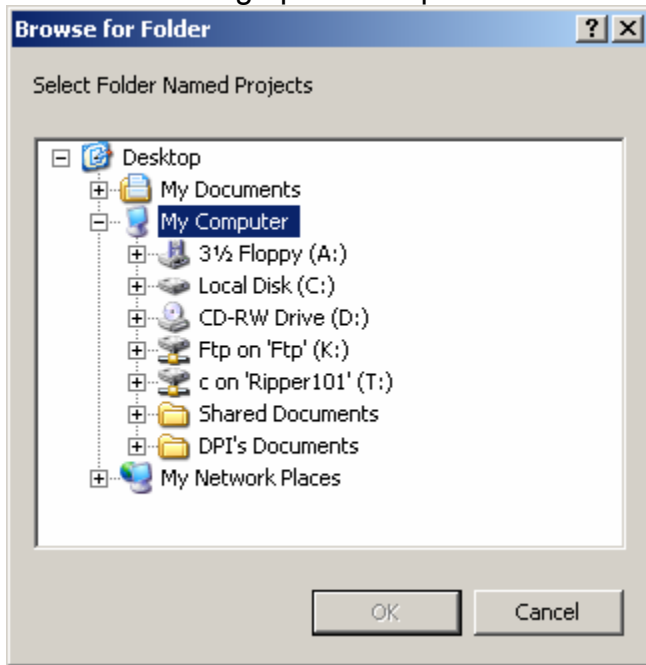 Browse for Folder
Select Folder Named Projects
Desktop
My Documents
My Computer
3½ Floppy (A:)
Local Disk (C:)
CD-RW Drive (D:)
Ftp on 'Ftp' (K:)
c on 'Ripper101' (T:)
Shared Documents
DPI's Documents
My Network Places
OK Cancel